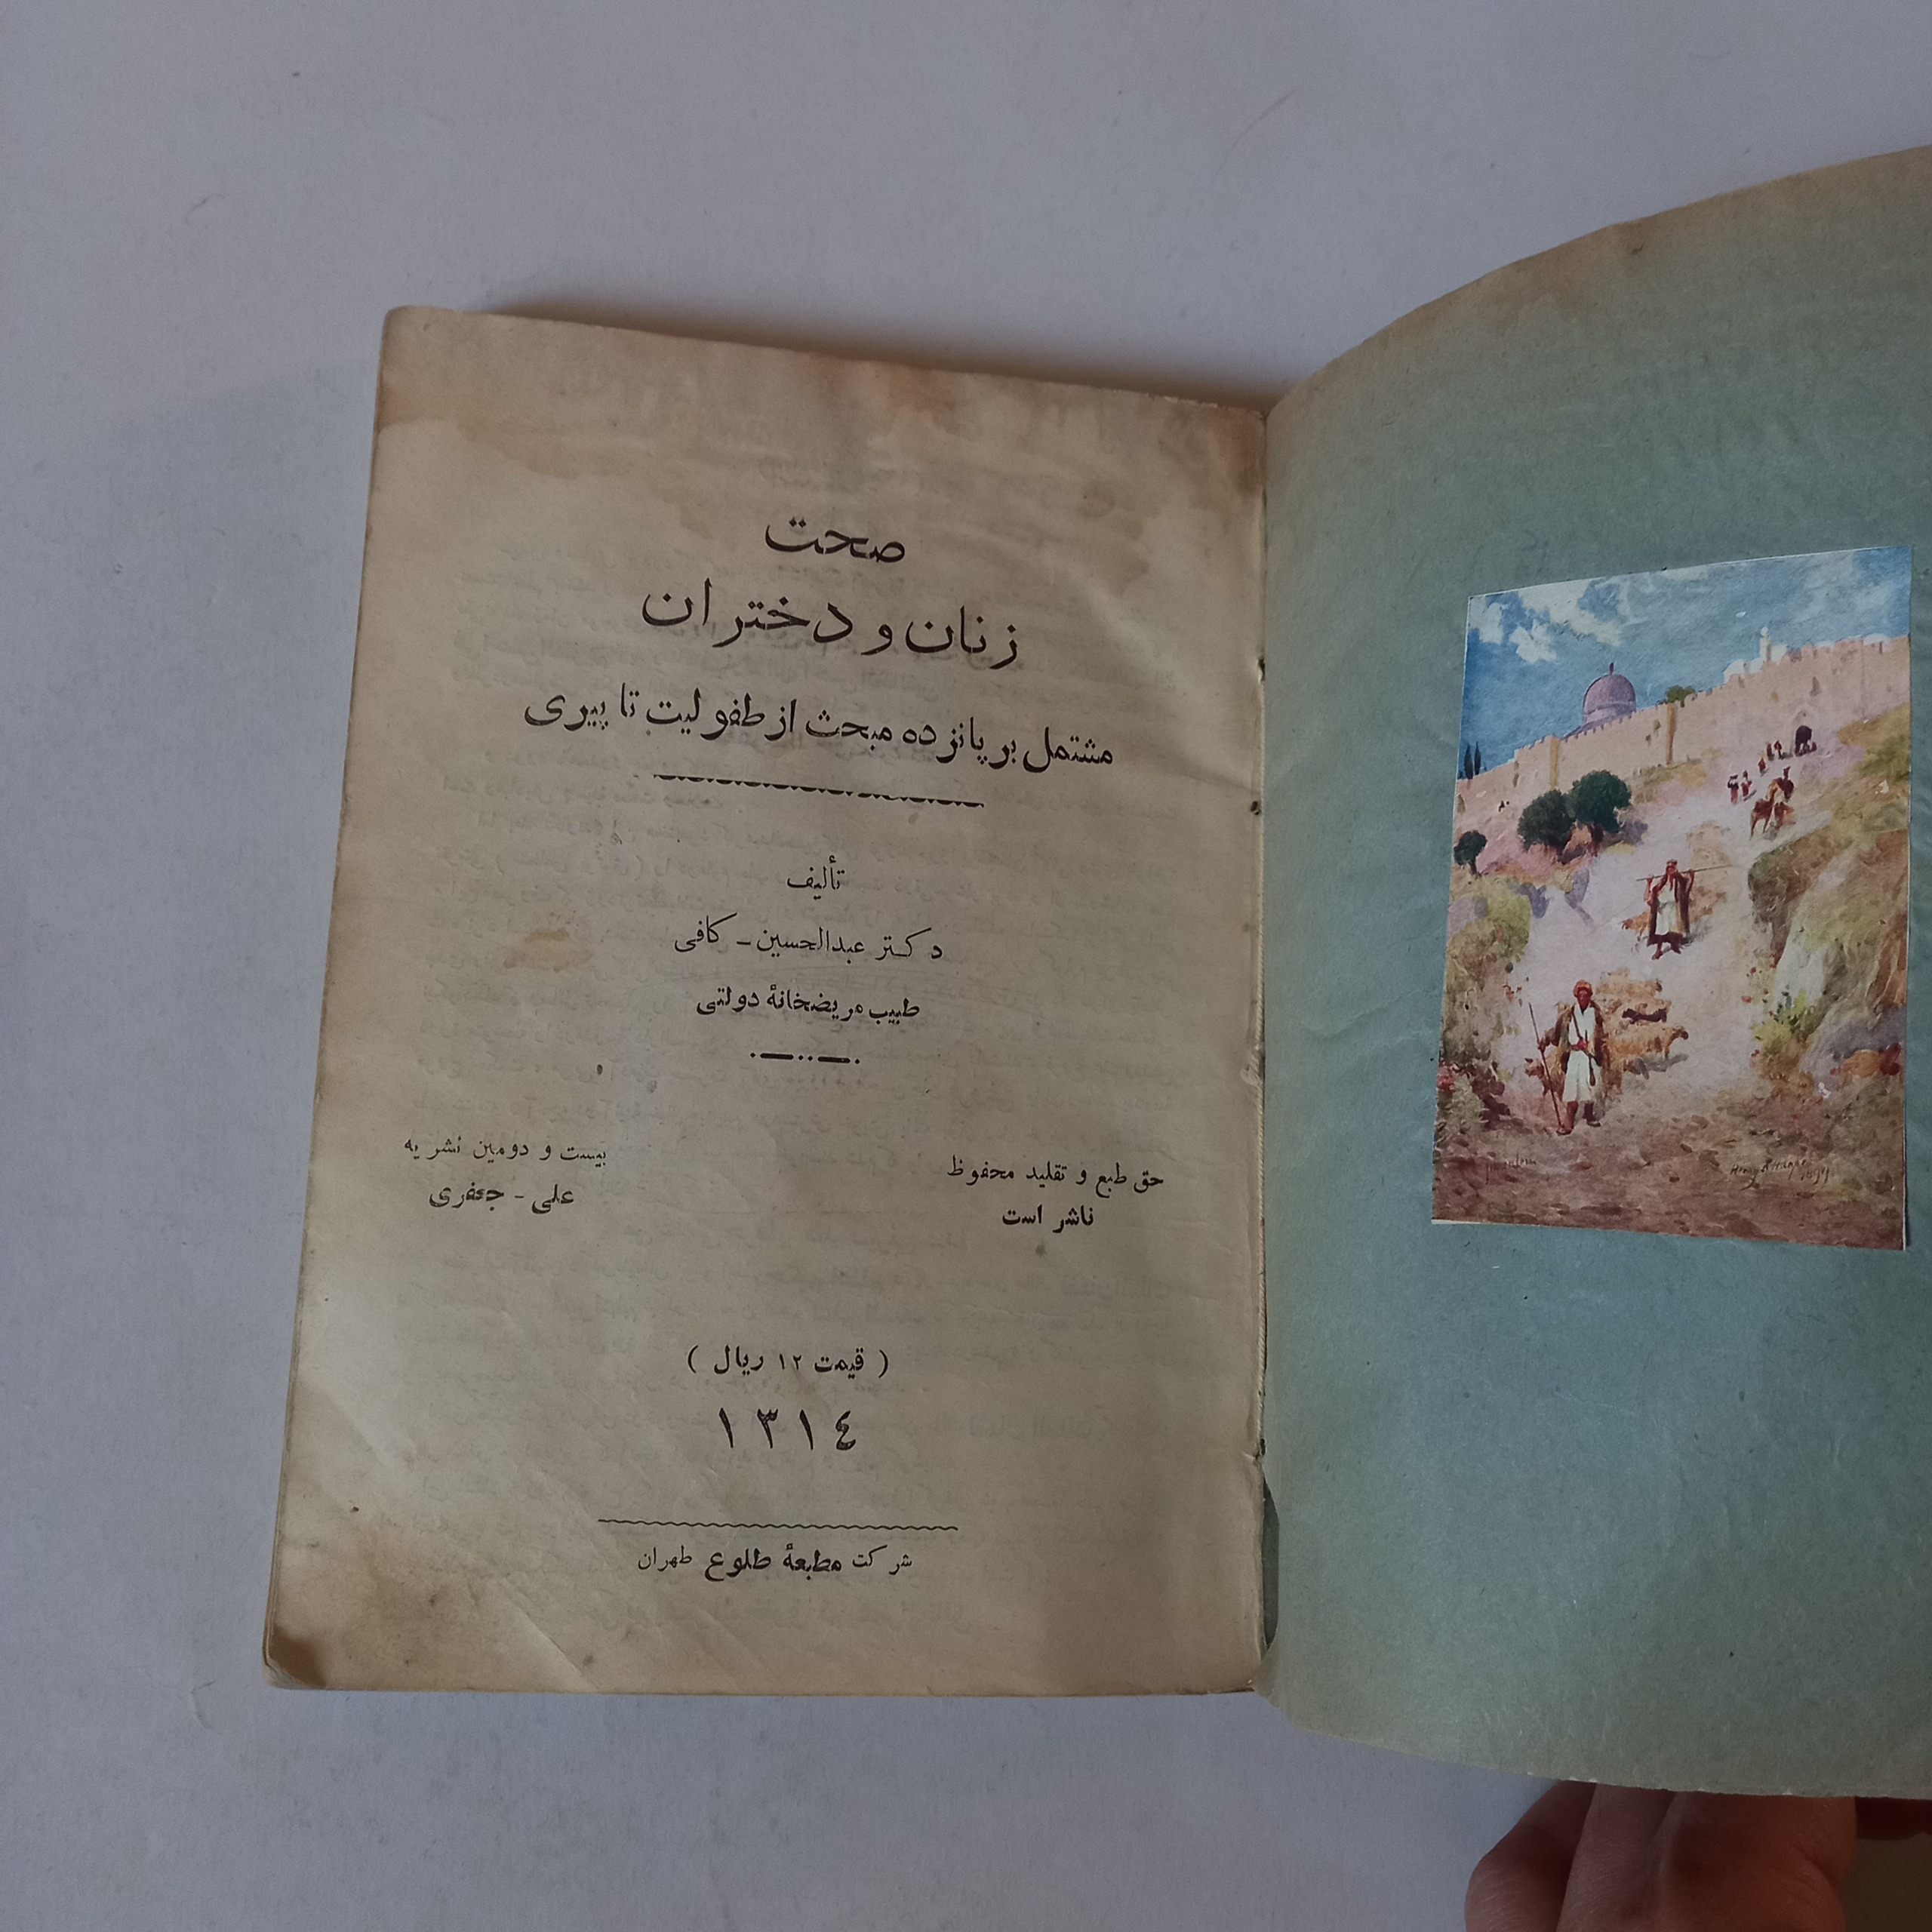 صحت
زنان و دختران
مشتمل بر پانزده مبحث از طفولیت تا پیری
تألیف
دکتر عبدالحسین - کافی
طبیب مریضخانهٔ دولتی
حق طبع و تقلید محفوظ
ناشر است
بیست و دومین نشریه
علی - جعفری
( قیمت ۱۲ ریال )
١٣١٤
شرکت مطبعهٔ طلوع طهران